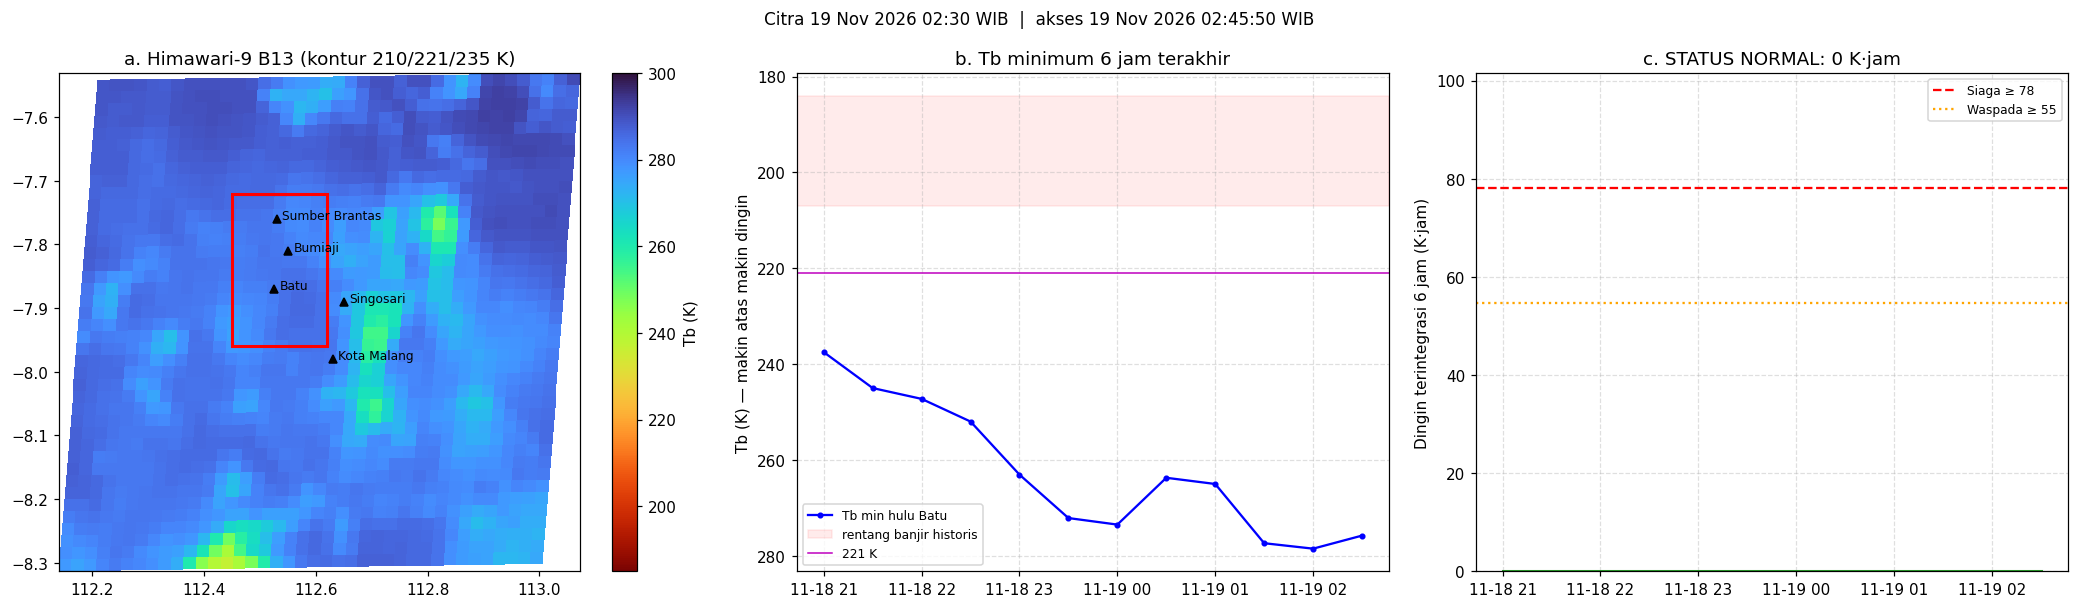 Citra 19 Nov 2026 02:30 WIB | akses 19 Nov 2026 02:45:50 WIB
a. Himawari-9 B13 (kontur 210/221/235 K)
−7.6
−7.7
−7.8
−7.9
−8.0
−8.1
−8.2
−8.3
112.2
112.4
112.6
112.8
113.0
Sumber Brantas
Bumiaji
Batu
Singosari
Kota Malang
300
280
260
240
220
200
Tb (K)
b. Tb minimum 6 jam terakhir
Tb (K) — makin atas makin dingin
180
200
220
240
260
280
Tb min hulu Batu
rentang banjir historis
221 K
11-18 21
11-18 22
11-18 23
11-19 00
11-19 01
11-19 02
c. STATUS NORMAL: 0 K·jam
Dingin terintegrasi 6 jam (K·jam)
100
80
60
40
20
0
Siaga ≥ 78
Waspada ≥ 55
11-18 21
11-18 22
11-18 23
11-19 00
11-19 01
11-19 02